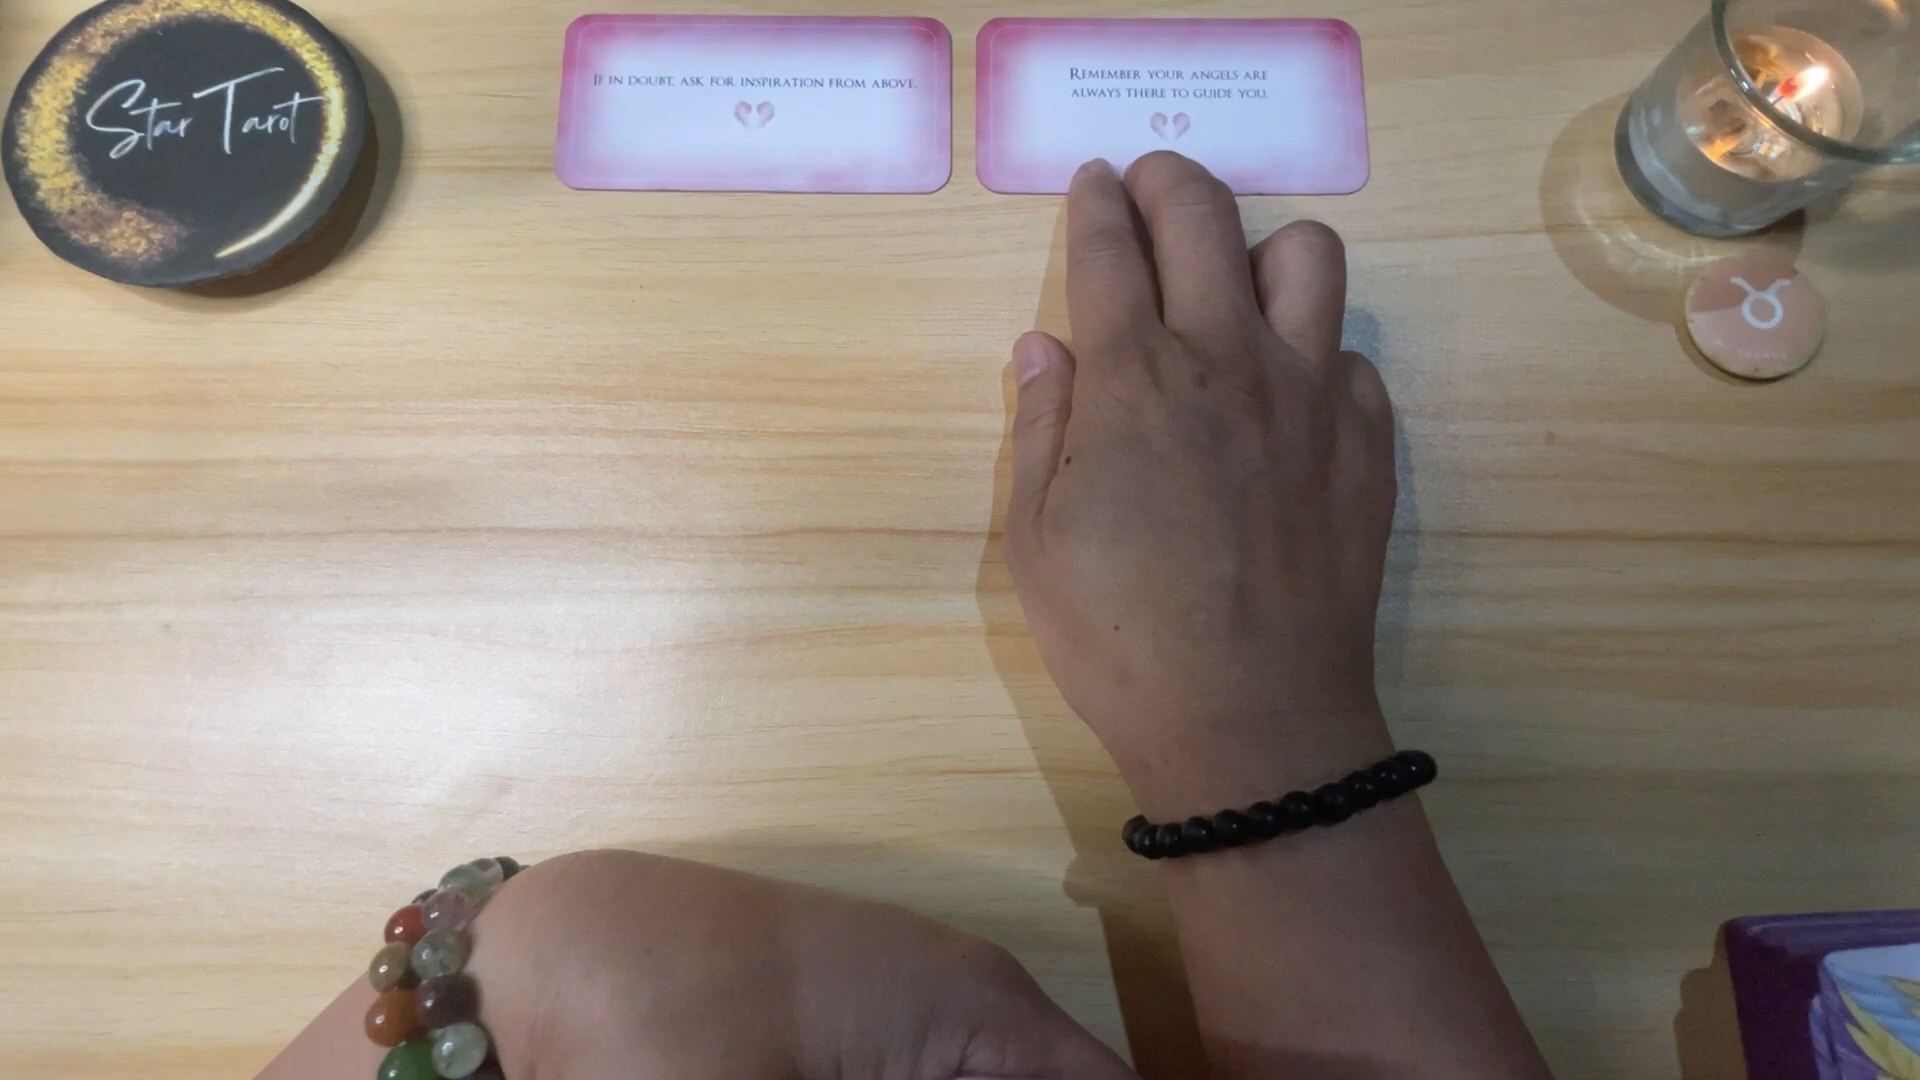 Star Tarot
IF IN DOUBT, ASK FOR INSPIRATION FROM ABOVE.
REMEMBER YOUR ANGELS ARE
ALWAYS THERE TO GUIDE YOU.